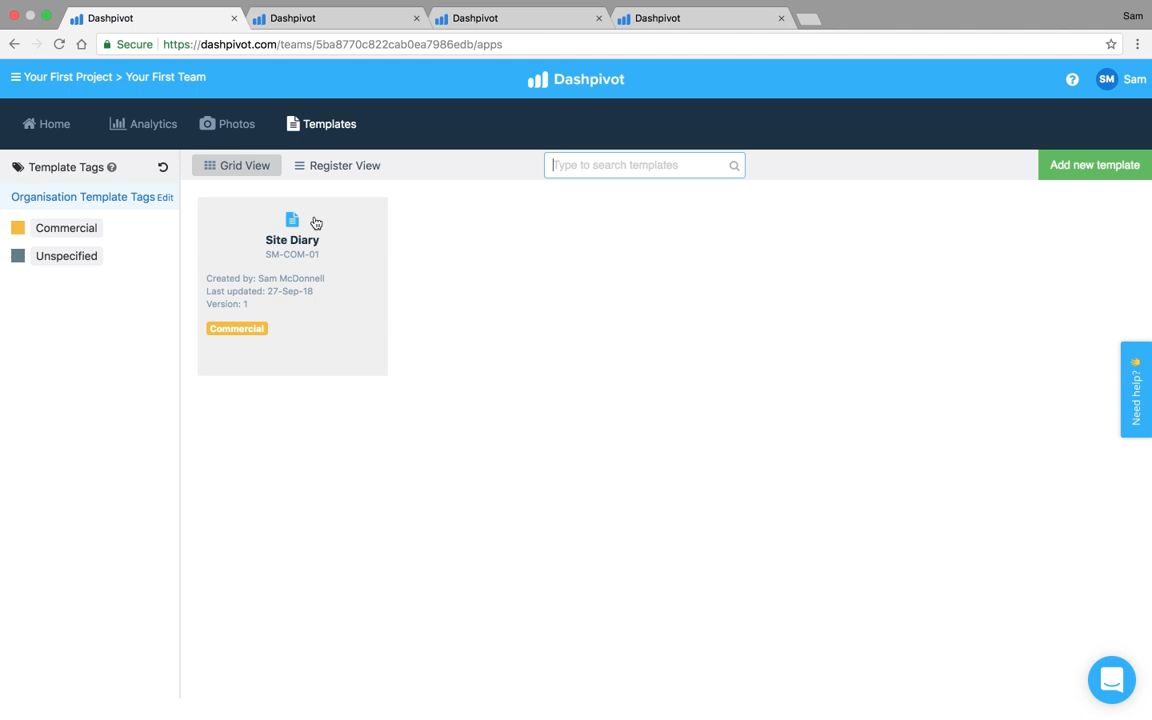 Dashpivot
Dashpivot
Dashpivot
Dashpivot
Sam
Secure
https://dashpivot.com/teams/5ba8770c822cab0ea7986edb/apps
Your First Project > Your First Team
Dashpivot
? SM Sam
Home
Analytics
Photos
Templates
Template Tags ?
Grid View
Register View
Type to search templates
Add new template
Organisation Template Tags Edit
Commercial
Unspecified
Site Diary
SM-COM-01
Created by: Sam McDonnell
Last updated: 27-Sep-18
Version: 1
Commercial
Need help?